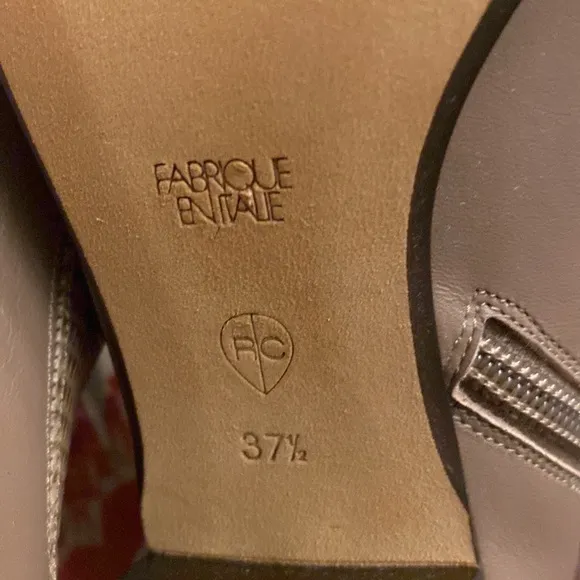 FABRIQUE
EN ITALIE
RC
37½